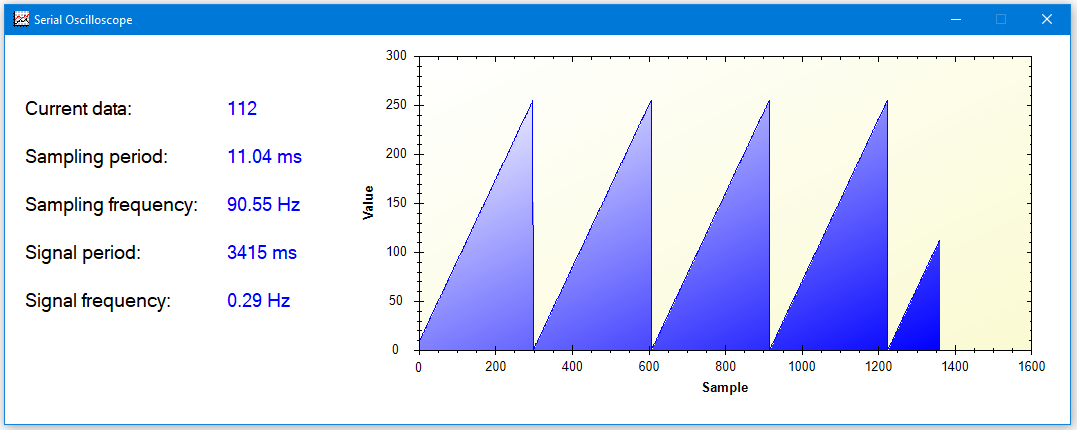 Serial Oscilloscope
Current data: 112
Sampling period: 11.04 ms
Sampling frequency: 90.55 Hz
Signal period: 3415 ms
Signal frequency: 0.29 Hz
Value
300
250
200
150
100
50
0
0 200 400 600 800 1000 1200 1400 1600
Sample